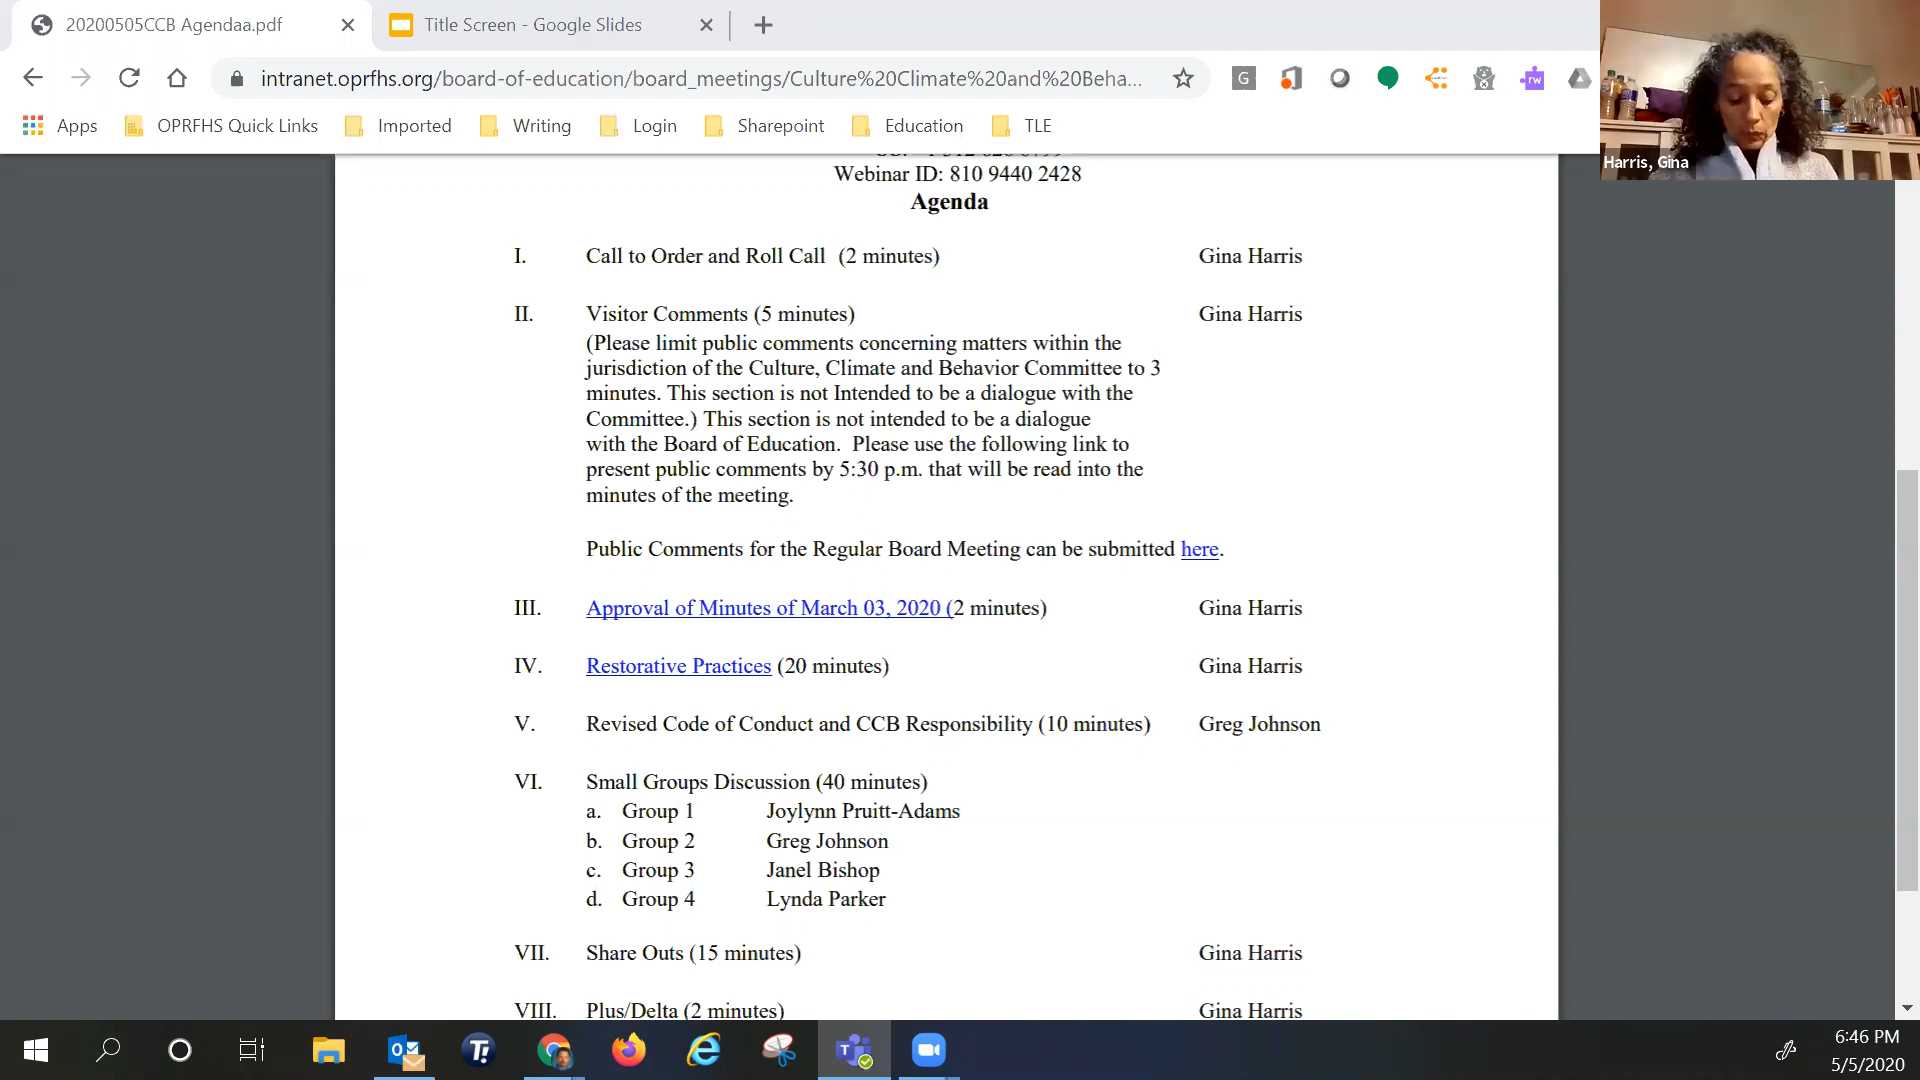 20200505CCB Agendaa.pdf
Title Screen - Google Slides
intranet.oprfhs.org/board-of-education/board_meetings/Culture%20Climate%20and%20Beha...
Apps
OPRFHS Quick Links
Imported
Writing
Login
Sharepoint
Education
TLE
Harris, Gina
Webinar ID: 810 9440 2428
Agenda
I. Call to Order and Roll Call (2 minutes) Gina Harris
II. Visitor Comments (5 minutes) Gina Harris
(Please limit public comments concerning matters within the
jurisdiction of the Culture, Climate and Behavior Committee to 3
minutes. This section is not Intended to be a dialogue with the
Committee.) This section is not intended to be a dialogue
with the Board of Education. Please use the following link to
present public comments by 5:30 p.m. that will be read into the
minutes of the meeting.
Public Comments for the Regular Board Meeting can be submitted here.
III. Approval of Minutes of March 03, 2020 (2 minutes) Gina Harris
IV. Restorative Practices (20 minutes) Gina Harris
V. Revised Code of Conduct and CCB Responsibility (10 minutes) Greg Johnson
VI. Small Groups Discussion (40 minutes)
a. Group 1 Joylynn Pruitt-Adams
b. Group 2 Greg Johnson
c. Group 3 Janel Bishop
d. Group 4 Lynda Parker
VII. Share Outs (15 minutes) Gina Harris
VIII. Plus/Delta (2 minutes) Gina Harris
6:46 PM
5/5/2020